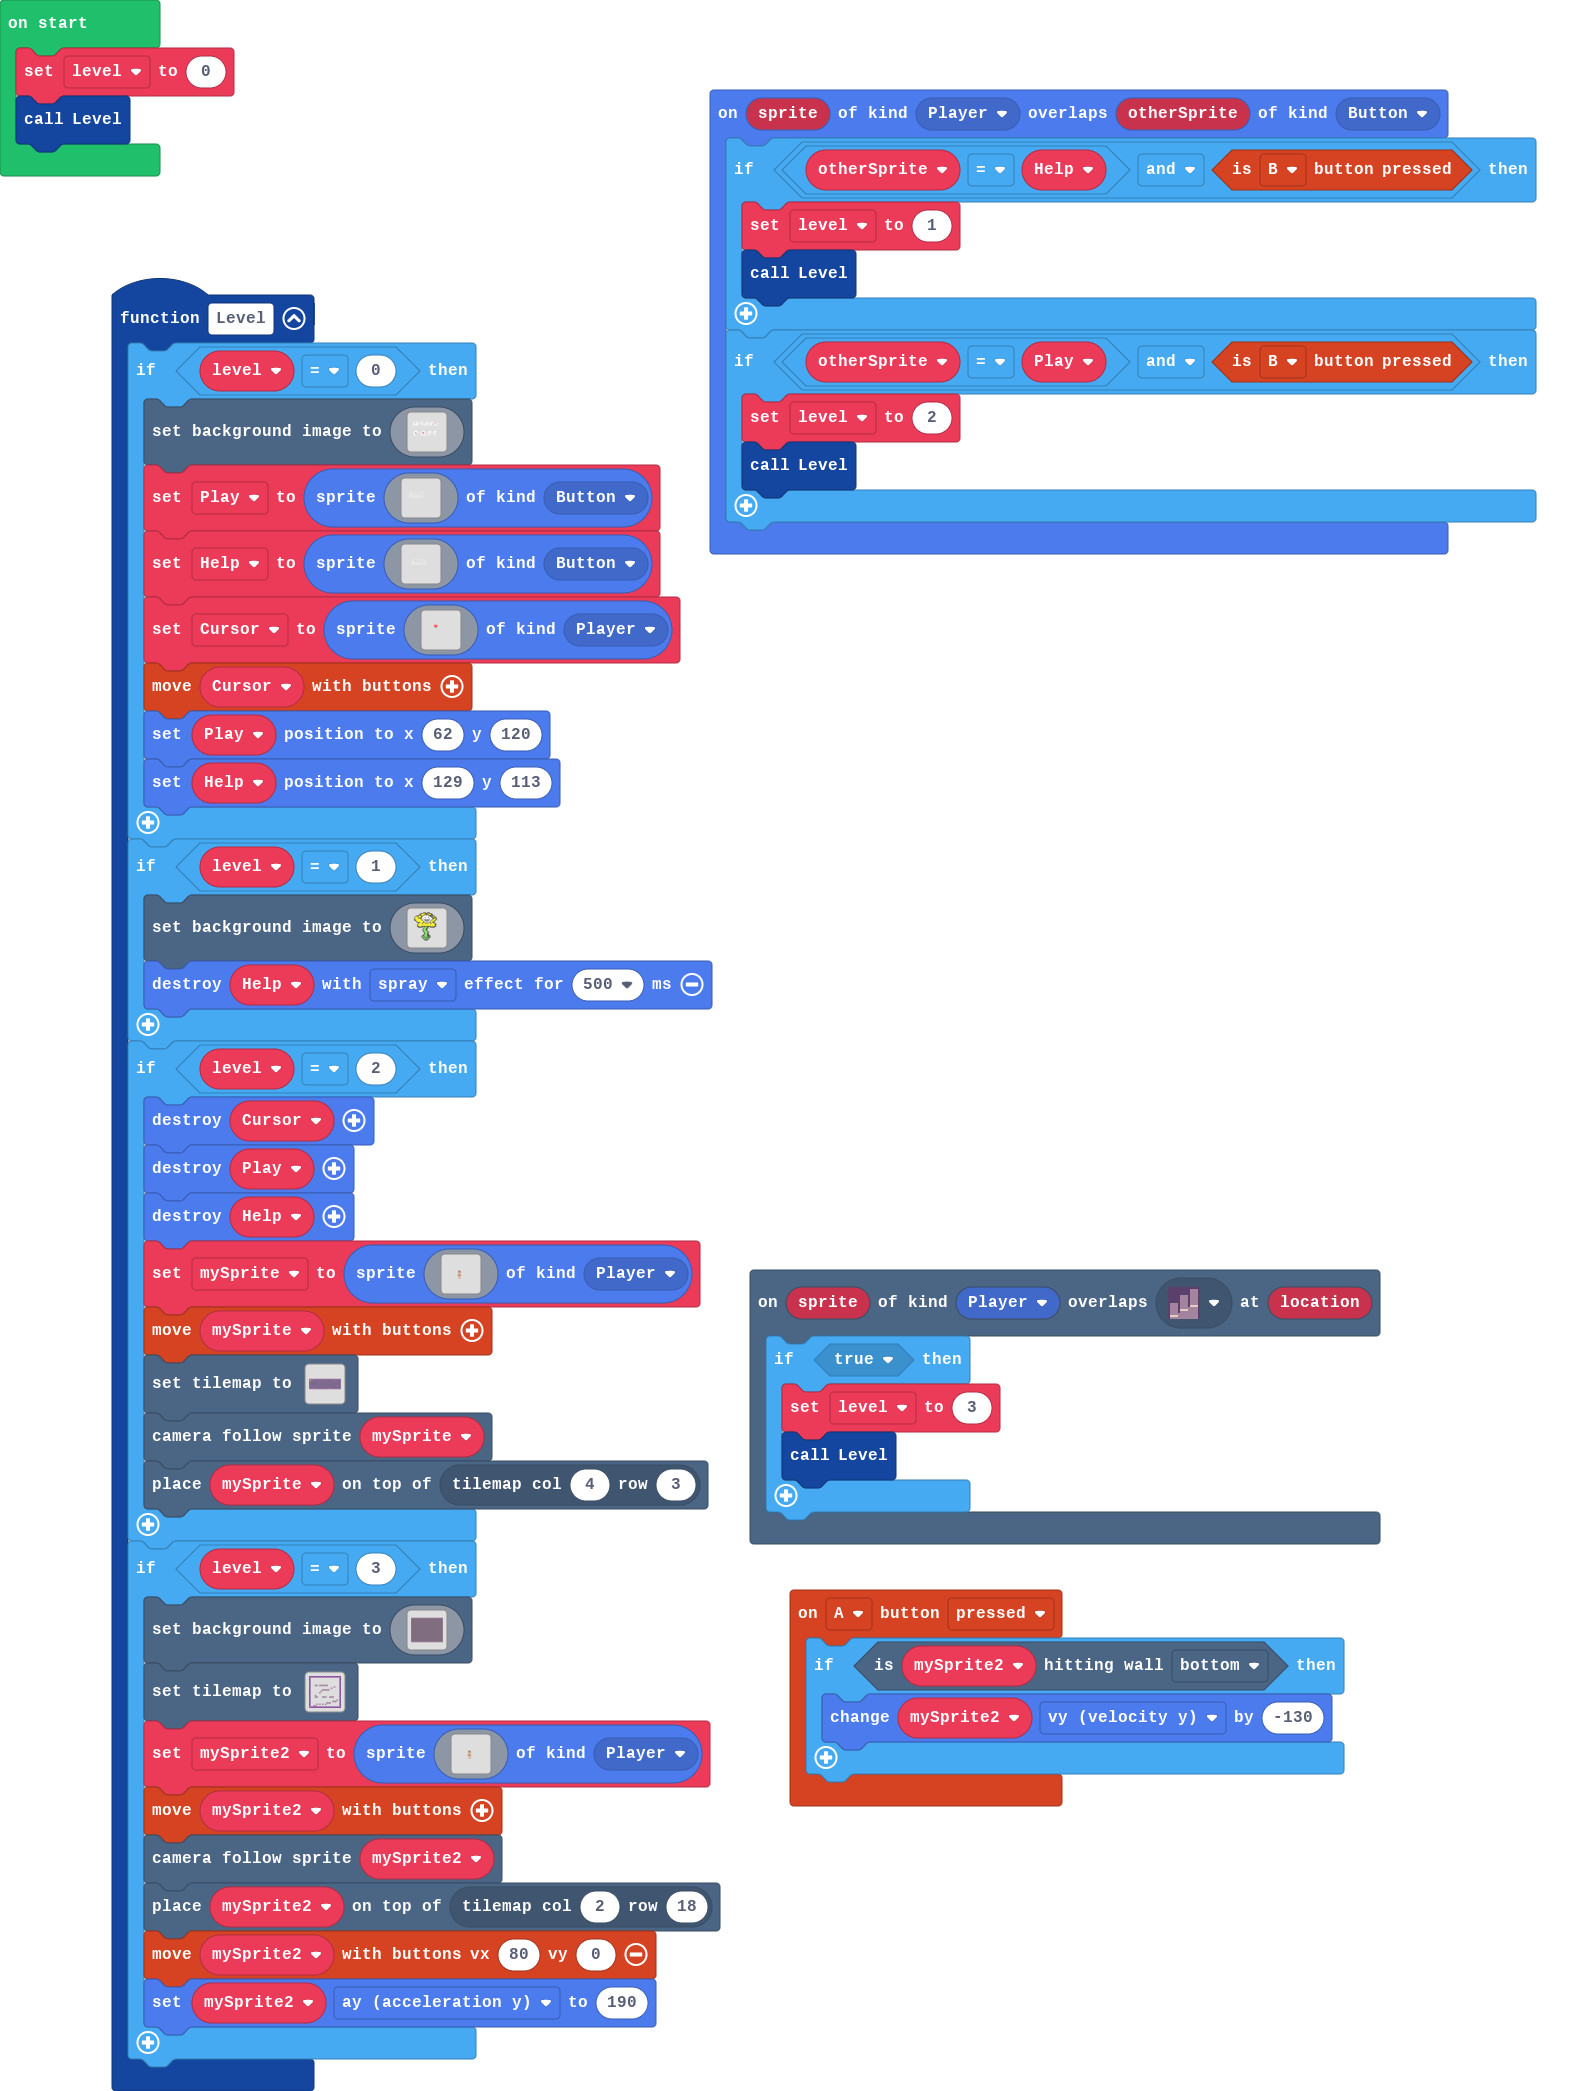 on start
set level to 0
call Level
function Level
if level = 0 then
set background image to
set Play to sprite of kind Button
set Help to sprite of kind Button
set Cursor to sprite of kind Player
move Cursor with buttons
set Play position to x 62 y 120
set Help position to x 129 y 113
if level = 1 then
set background image to
destroy Help with spray effect for 500 ms
if level = 2 then
destroy Cursor
destroy Play
destroy Help
set mySprite to sprite of kind Player
move mySprite with buttons
set tilemap to
camera follow sprite mySprite
place mySprite on top of tilemap col 4 row 3
if level = 3 then
set background image to
set tilemap to
set mySprite2 to sprite of kind Player
move mySprite2 with buttons
camera follow sprite mySprite2
place mySprite2 on top of tilemap col 2 row 18
move mySprite2 with buttons vx 80 vy 0
set mySprite2 ay (acceleration y) to 190
on sprite of kind Player overlaps otherSprite of kind Button
if otherSprite = Help and is B button pressed then
set level to 1
call Level
if otherSprite = Play and is B button pressed then
set level to 2
call Level
on sprite of kind Player overlaps at location
if true then
set level to 3
call Level
on A button pressed
if is mySprite2 hitting wall bottom then
change mySprite2 vy (velocity y) by -130